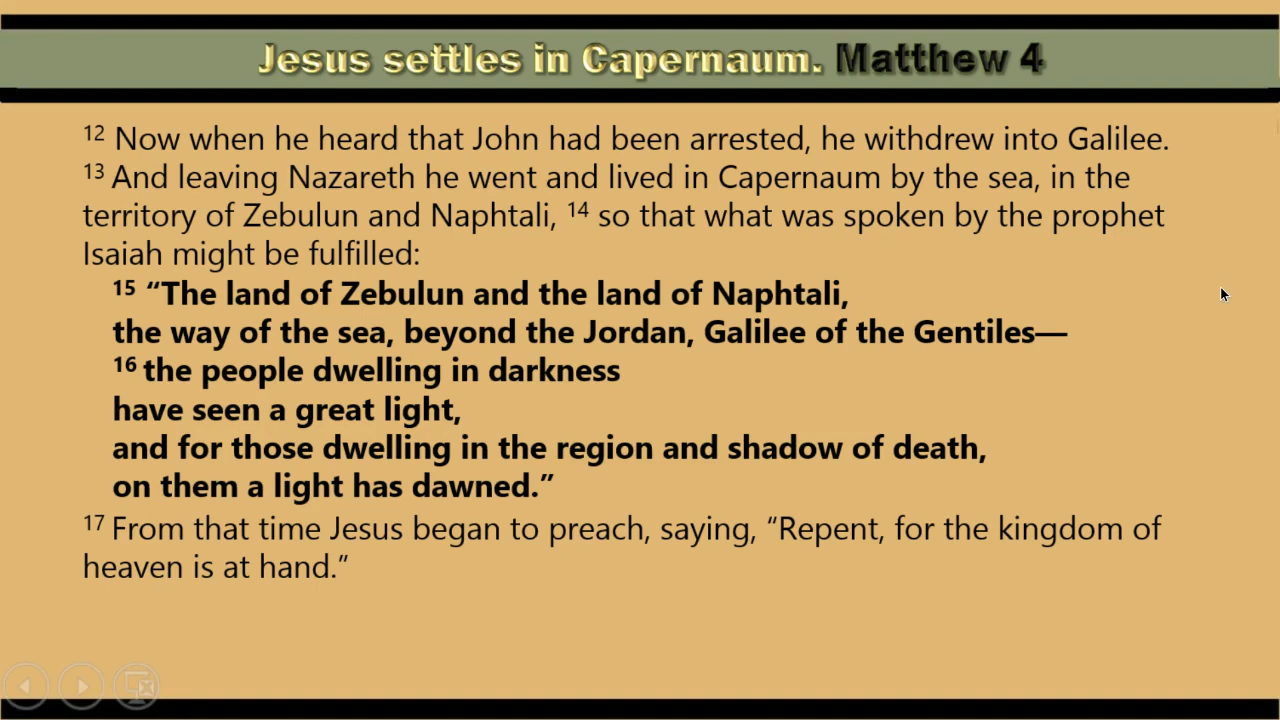 Jesus settles in Capernaum. Matthew 4
12 Now when he heard that John had been arrested, he withdrew into Galilee.
13 And leaving Nazareth he went and lived in Capernaum by the sea, in the
territory of Zebulun and Naphtali, 14 so that what was spoken by the prophet
Isaiah might be fulfilled:
15 “The land of Zebulun and the land of Naphtali,
the way of the sea, beyond the Jordan, Galilee of the Gentiles—
16 the people dwelling in darkness
have seen a great light,
and for those dwelling in the region and shadow of death,
on them a light has dawned.”
17 From that time Jesus began to preach, saying, “Repent, for the kingdom of
heaven is at hand.”